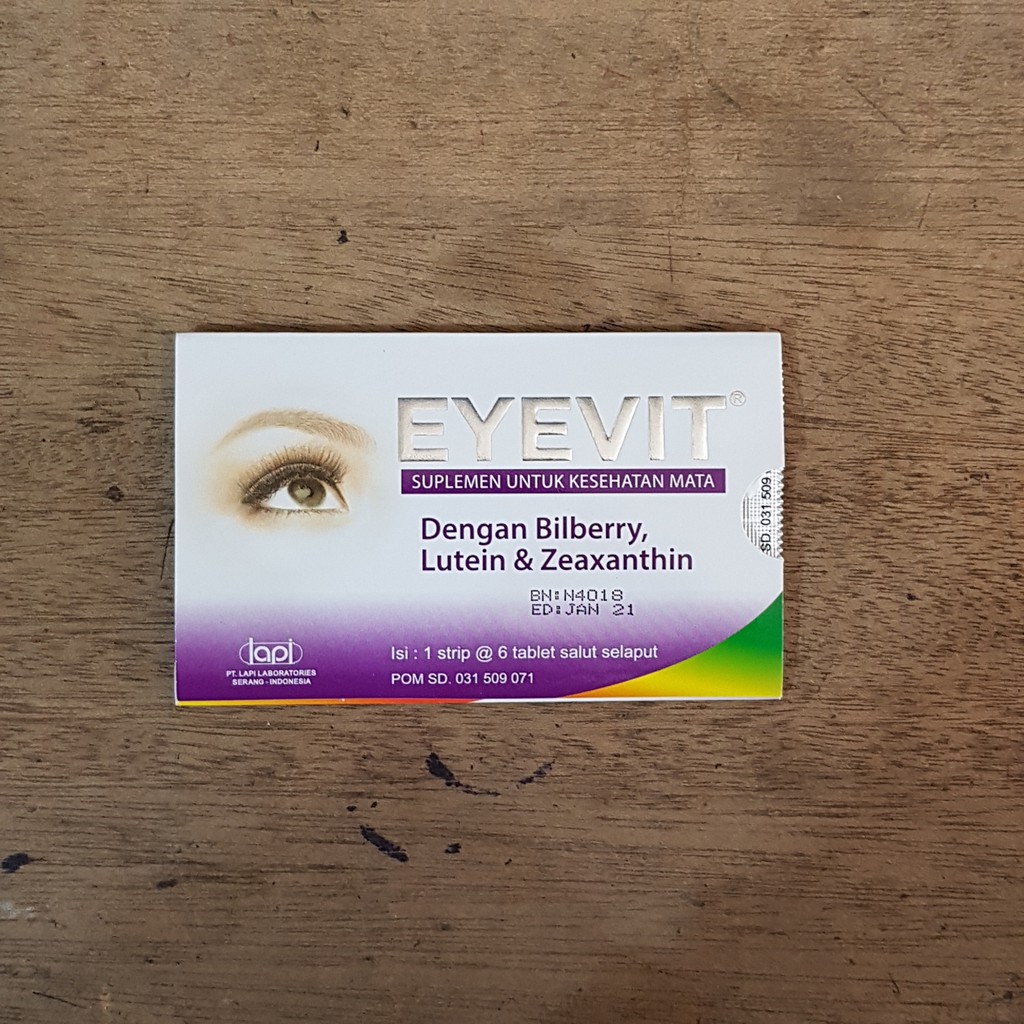 EYEVIT®
SUPLEMEN UNTUK KESEHATAN MATA
Dengan Bilberry,
Lutein & Zeaxanthin
BN:N4018
ED:JAN 21
SD. 031 509
lapi
PT. LAPI LABORATORIES
SERANG - INDONESIA
Isi : 1 strip @ 6 tablet salut selaput
POM SD. 031 509 071